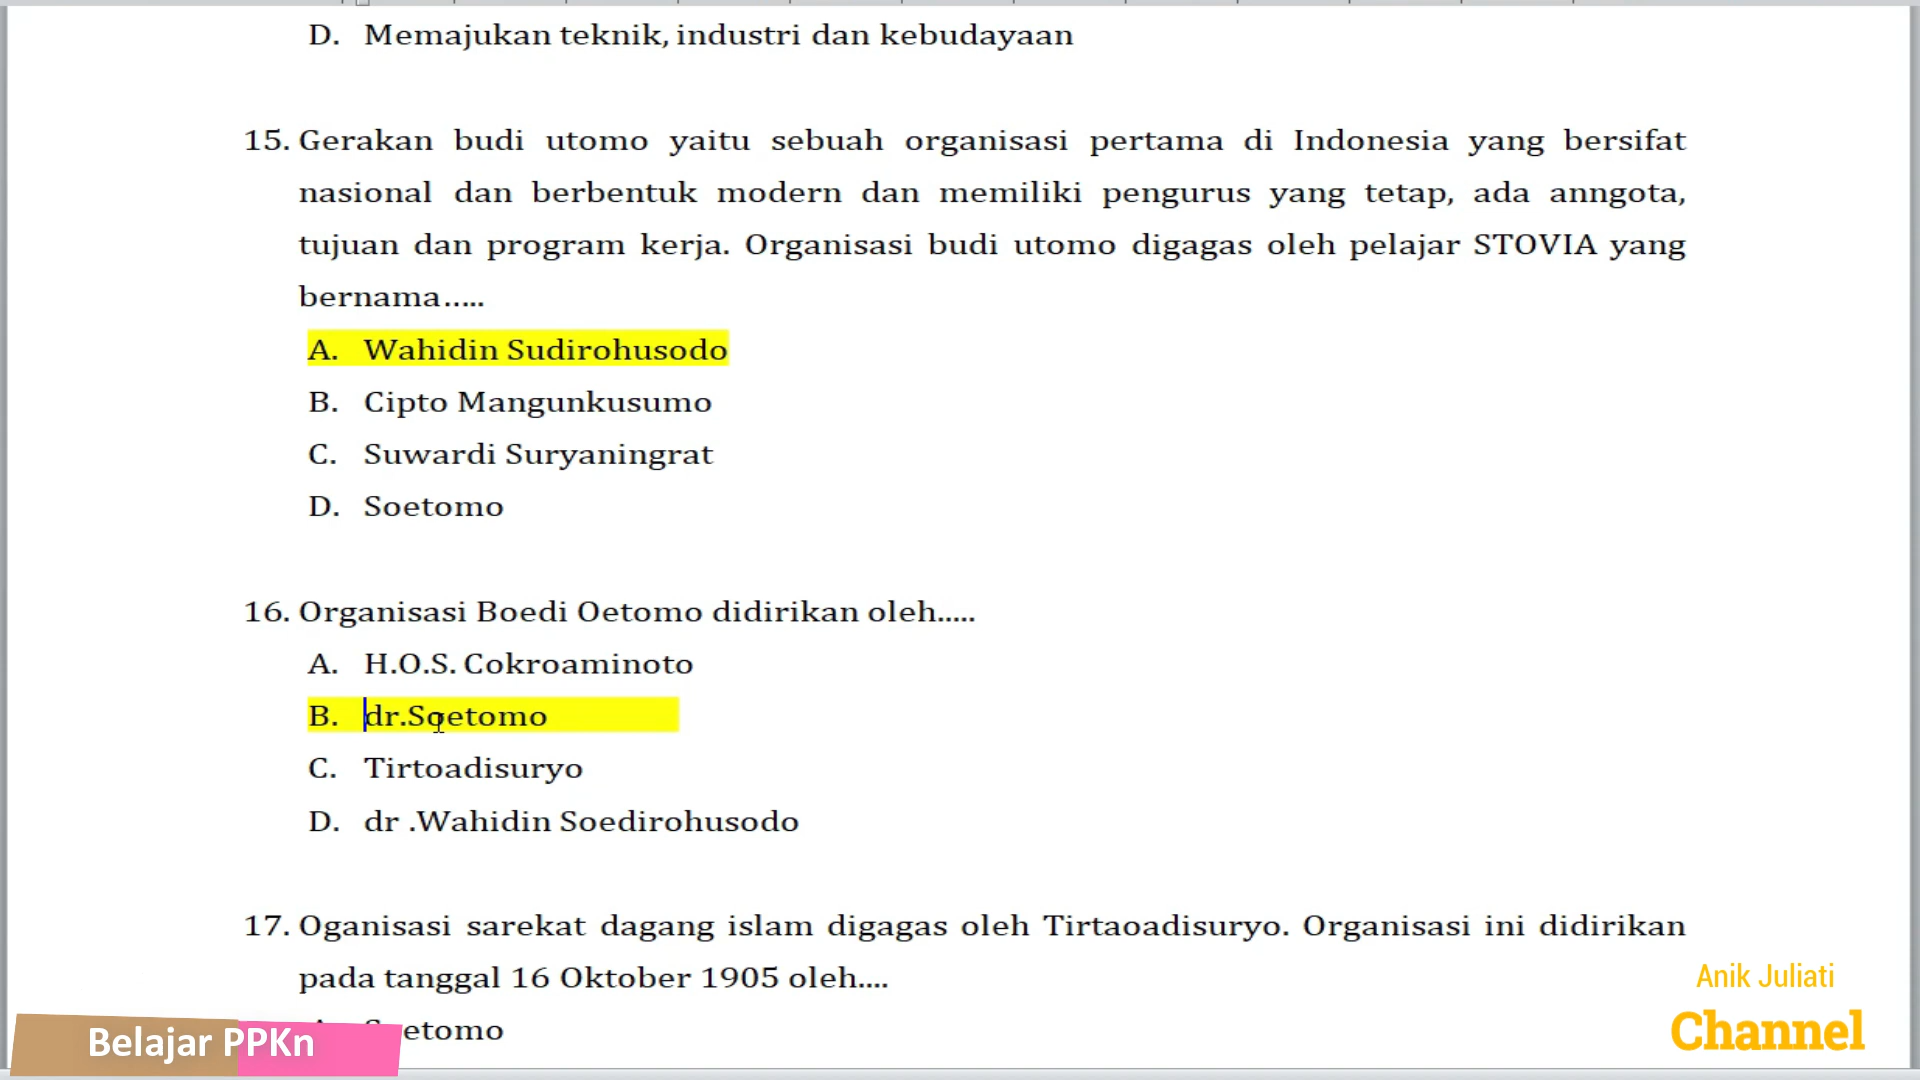 D. Memajukan teknik, industri dan kebudayaan
15. Gerakan budi utomo yaitu sebuah organisasi pertama di Indonesia yang bersifat
nasional dan berbentuk modern dan memiliki pengurus yang tetap, ada anngota,
tujuan dan program kerja. Organisasi budi utomo digagas oleh pelajar STOVIA yang
bernama.....
A. Wahidin Sudirohusodo
B. Cipto Mangunkusumo
C. Suwardi Suryaningrat
D. Soetomo
16. Organisasi Boedi Oetomo didirikan oleh.....
A. H.O.S. Cokroaminoto
B. dr.Soetomo
C. Tirtoadisuryo
D. dr .Wahidin Soedirohusodo
17. Oganisasi sarekat dagang islam digagas oleh Tirtaoadisuryo. Organisasi ini didirikan
pada tanggal 16 Oktober 1905 oleh....
A. Soetomo
Belajar PPKn
Anik Juliati
Channel